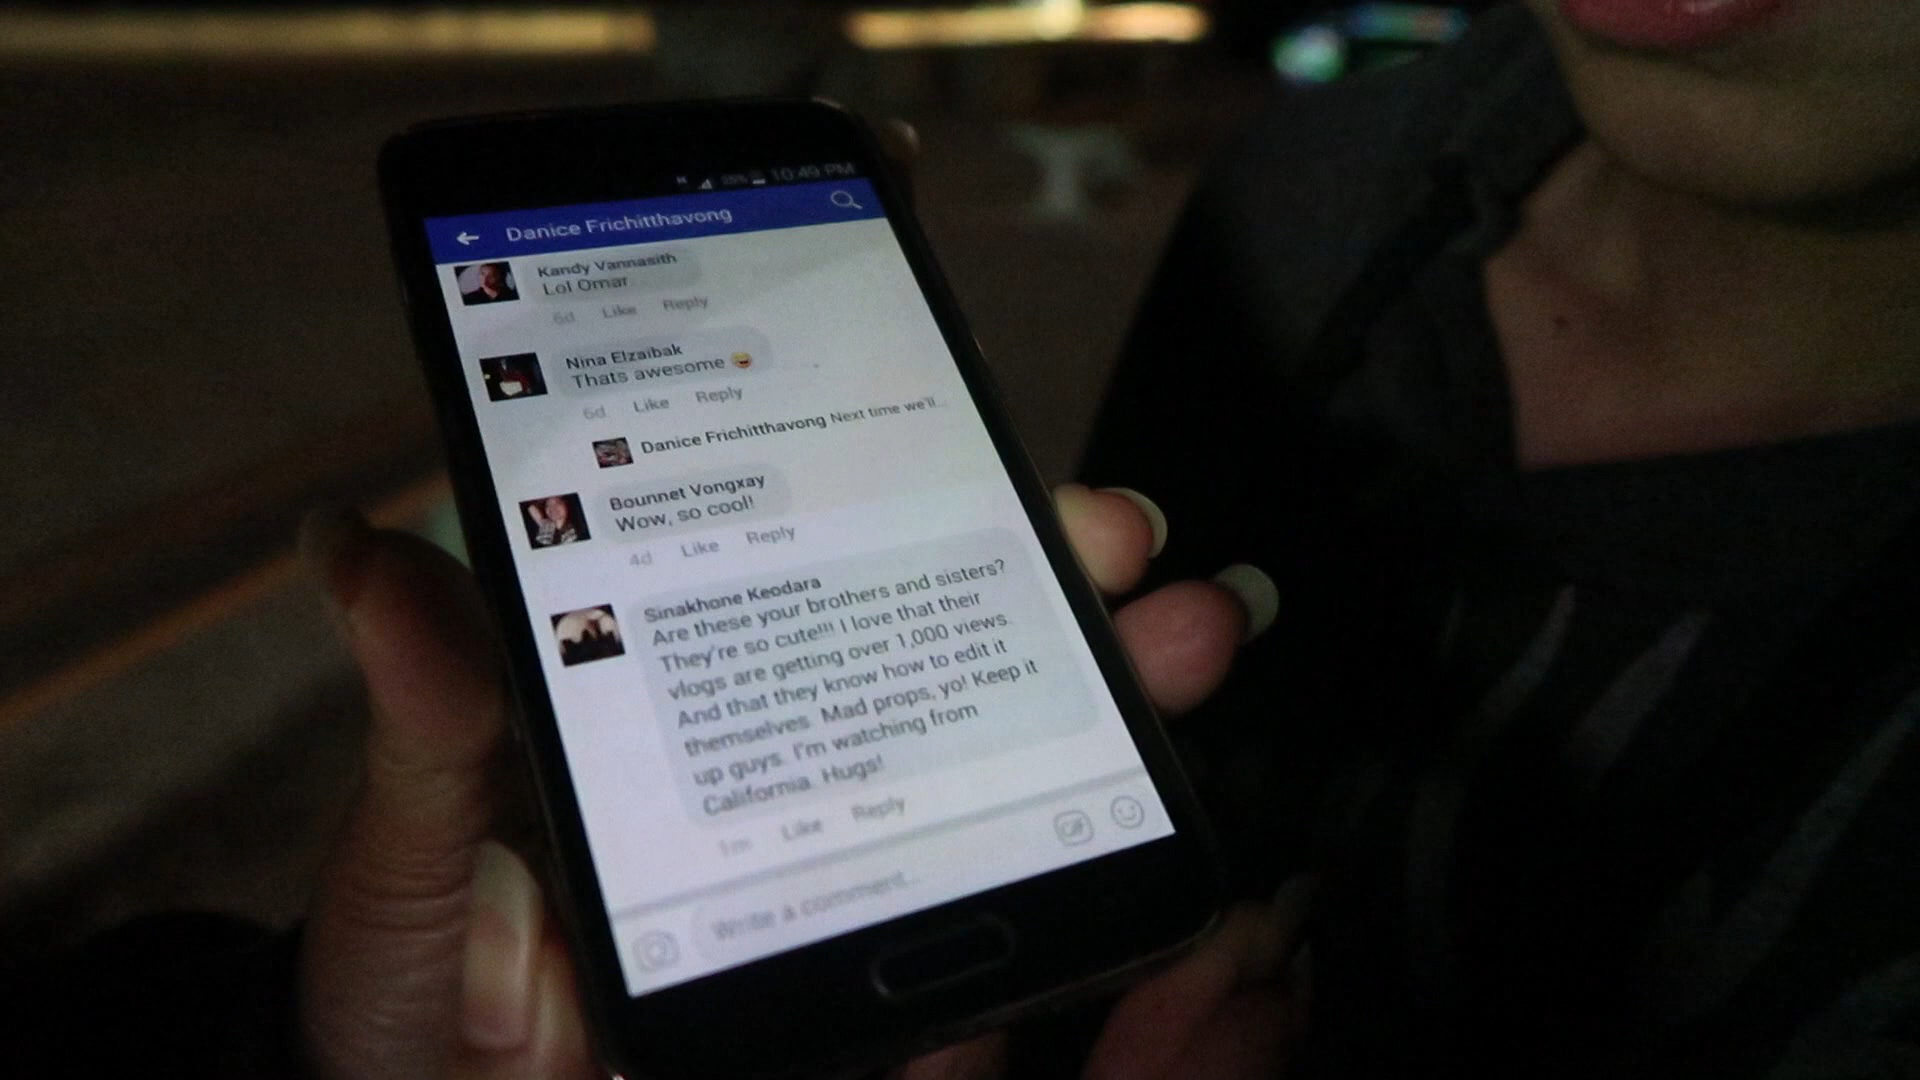 25% 10:49 PM
Danice Frichitthavong
Kandy Vannasith
Lol Omar
6d Like Reply
Nina Elzaibak
Thats awesome 😄
6d Like Reply
Danice Frichitthavong Next time we'll...
Bounnet Vongxay
Wow, so cool!
4d Like Reply
Sinakhone Keodara
Are these your brothers and sisters?
They're so cute!!! I love that their
vlogs are getting over 1,000 views.
And that they know how to edit it
themselves. Mad props, yo! Keep it
up guys. I'm watching from
California. Hugs!
1m Like Reply
GIF
Write a comment...